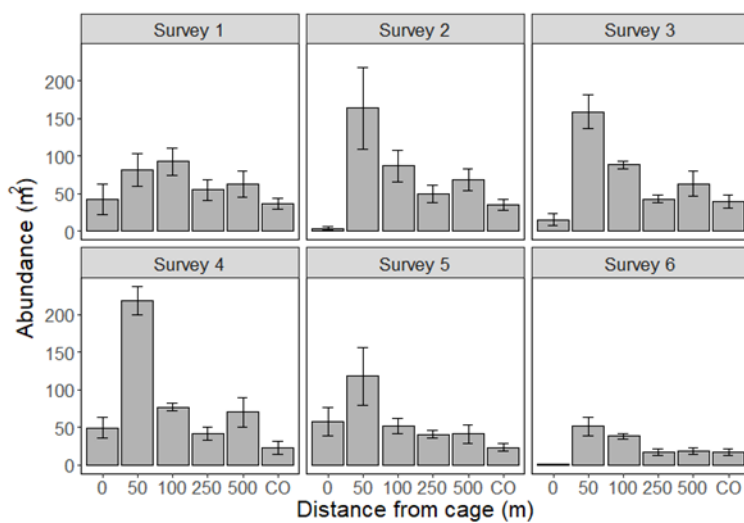 Survey 1 Survey 2 Survey 3
200
150
100
50
0
Survey 4 Survey 5 Survey 6
200
150
100
50
0
Abundance (m²)
0 50 100 250 500 CO 0 50 100 250 500 CO 0 50 100 250 500 CO
Distance from cage (m)